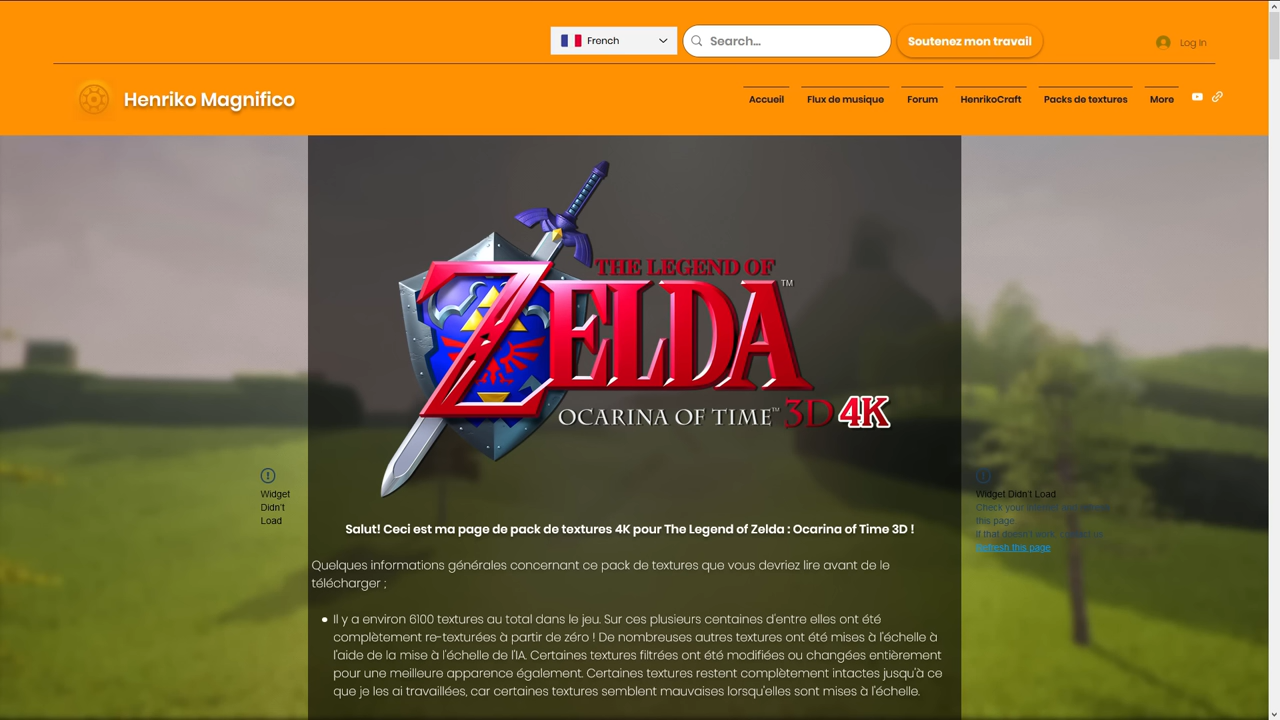 French
Search...
Soutenez mon travail
Log In
Henriko Magnifico
Accueil
Flux de musique
Forum
HenrikoCraft
Packs de textures
More
THE LEGEND OF
ZELDA™
OCARINA OF TIME™ 3D 4K
Widget
Didn't
Load
Widget Didn't Load
this page.
Refresh this page
Salut! Ceci est ma page de pack de textures 4K pour The Legend of Zelda : Ocarina of Time 3D !
Quelques informations générales concernant ce pack de textures que vous devriez lire avant de le
télécharger ;
Il y a environ 6100 textures au total dans le jeu. Sur ces plusieurs centaines d'entre elles ont été
complètement re-texturées à partir de zéro ! De nombreuses autres textures ont été mises à l'échelle à
l'aide de la mise à l'échelle de l'IA. Certaines textures filtrées ont été modifiées ou changées entièrement
pour une meilleure apparence également. Certaines textures restent complètement intactes jusqu'à ce
que je les ai travaillées, car certaines textures semblent mauvaises lorsqu'elles sont mises à l'échelle.